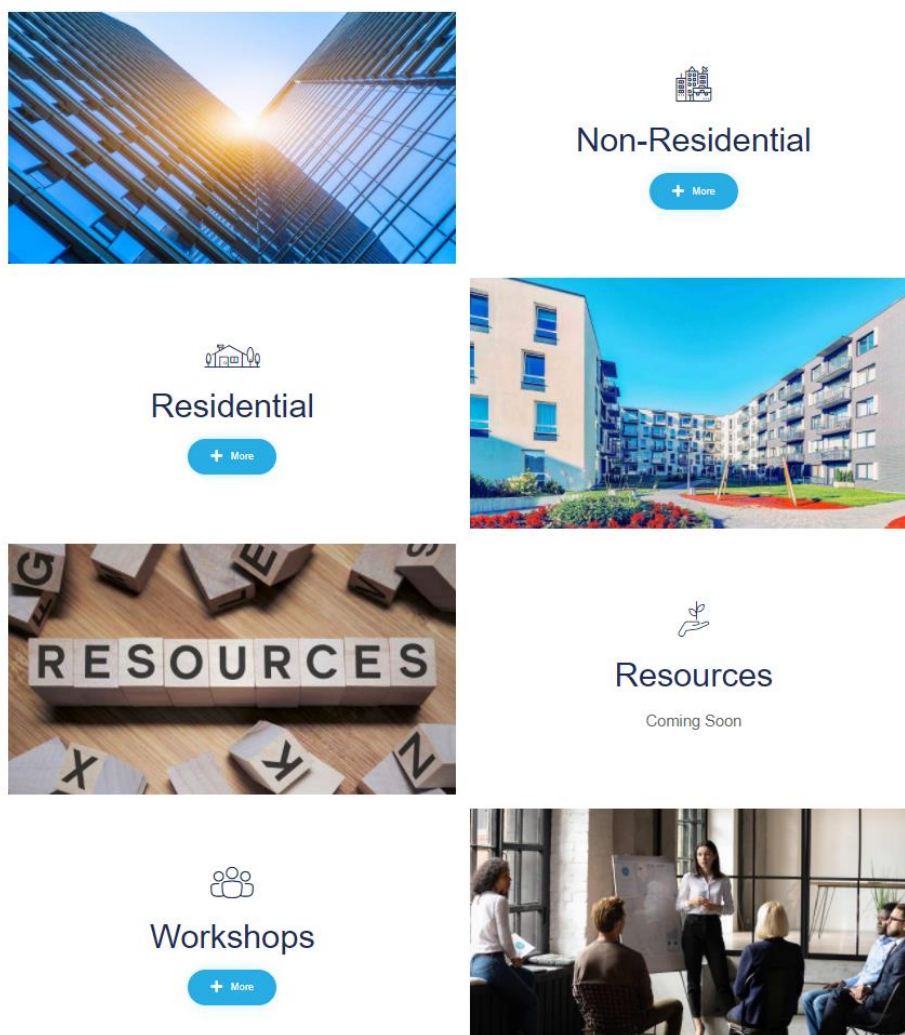 Non-Residential
+ More
Residential
+ More
G
E
S
RESOURCES
X
K
N
Resources
Coming Soon
Workshops
+ More